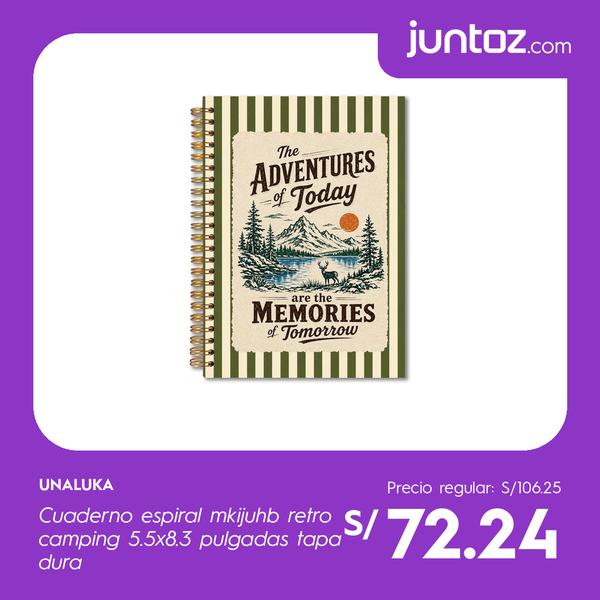 juntoz.com
The
ADVENTURES
of Today
are the
MEMORIES
of Tomorrow
UNALUKA
Cuaderno espiral mkijuhb retro
camping 5.5x8.3 pulgadas tapa
dura
Precio regular: S/106.25
S/72.24